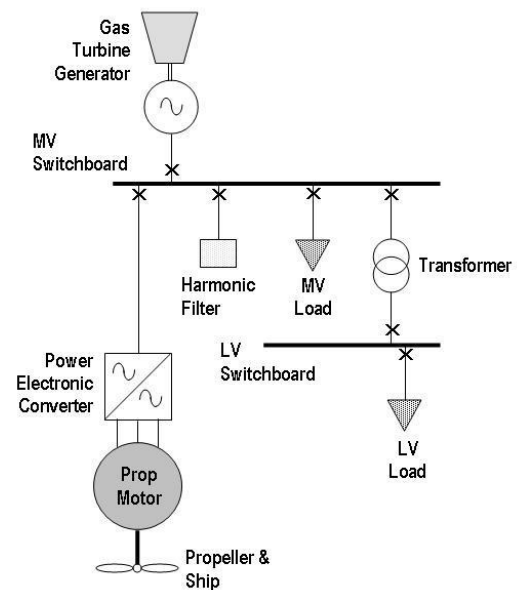 Gas
Turbine
Generator
MV
Switchboard
Harmonic
Filter
MV
Load
Transformer
Power
Electronic
Converter
LV
Switchboard
LV
Load
Prop
Motor
Propeller &
Ship